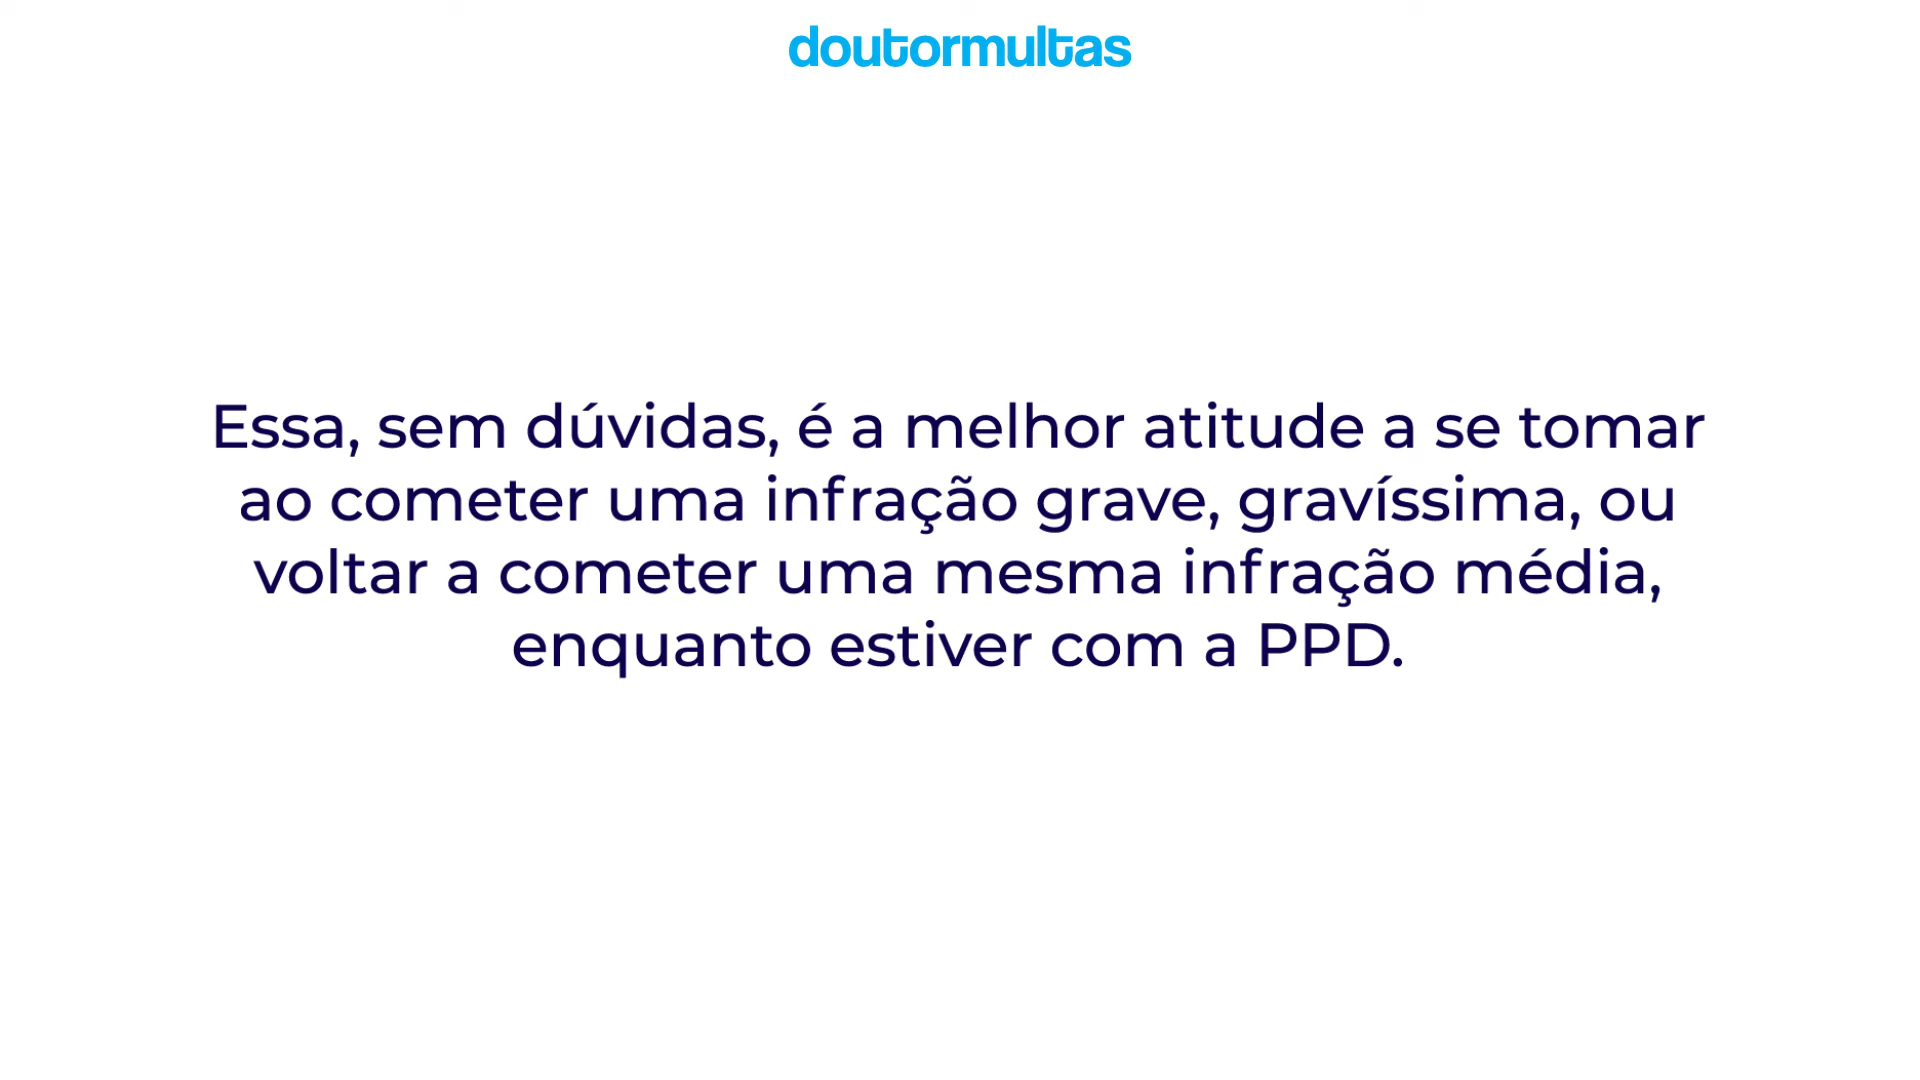 doutormultas
Essa, sem dúvidas, é a melhor atitude a se tomar
ao cometer uma infração grave, gravíssima, ou
voltar a cometer uma mesma infração média,
enquanto estiver com a PPD.